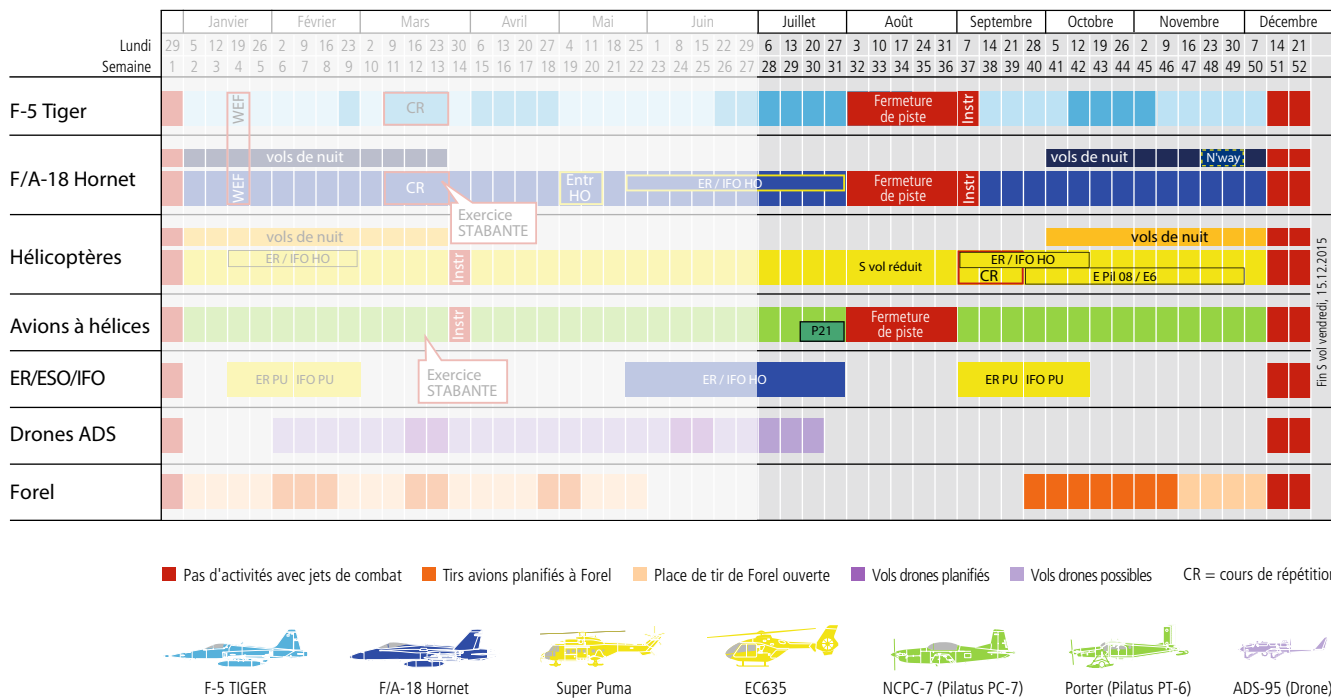 Janvier Février Mars Avril Mai Juin Juillet Août Septembre Octobre Novembre Décembre
Lundi 29 5 12 19 26 2 9 16 23 2 9 16 23 30 6 13 20 27 4 11 18 25 1 8 15 22 29 6 13 20 27 3 10 17 24 31 7 14 21 28 5 12 19 26 2 9 16 23 30 7 14 21
Semaine 1 2 3 4 5 6 7 8 9 10 11 12 13 14 15 16 17 18 19 20 21 22 23 24 25 26 27 28 29 30 31 32 33 34 35 36 37 38 39 40 41 42 43 44 45 46 47 48 49 50 51 52
F-5 Tiger
WEF
CR
Fermeture
de piste
Instr
F/A-18 Hornet
vols de nuit
vols de nuit
N'way
WEF
CR
Entr
HO
ER / IFO HO
Fermeture
de piste
Instr
Exercice
STABANTE
Hélicoptères
vols de nuit
vols de nuit
ER / IFO HO
Instr
S vol réduit
ER / IFO HO
CR
E Pil 08 / E6
Avions à hélices
Instr
P21
Fermeture
de piste
Exercice
STABANTE
ER/ESO/IFO
ER PU IFO PU
ER / IFO HO
ER PU IFO PU
Drones ADS
Forel
Fin S vol vendredi, 15.12.2015
Pas d'activités avec jets de combat
Tirs avions planifiés à Forel
Place de tir de Forel ouverte
Vols drones planifiés
Vols drones possibles
CR = cours de répétition
F-5 TIGER
F/A-18 Hornet
Super Puma
EC635
NCPC-7 (Pilatus PC-7)
Porter (Pilatus PT-6)
ADS-95 (Drone)